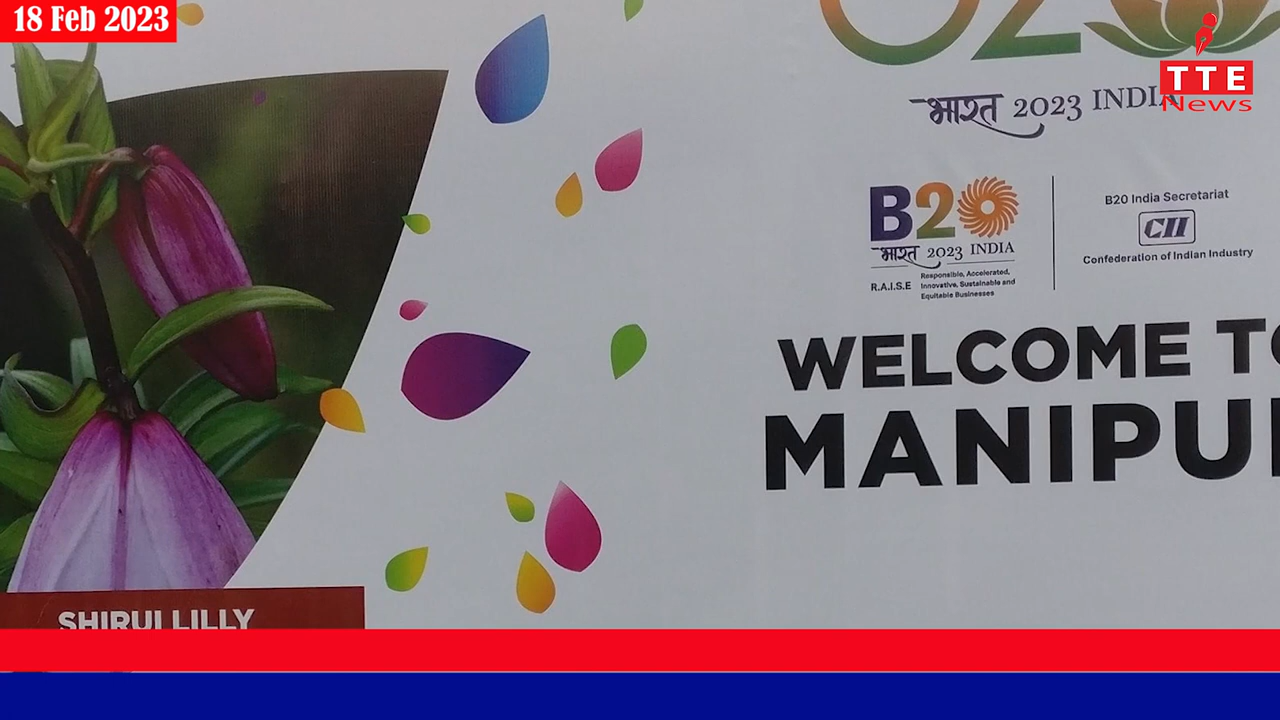 18 Feb 2023
G20
भारत 2023 INDIA
TTE
News
B20
भारत 2023 INDIA
R.A.I.S.E
Responsible, Accelerated,
Innovative, Sustainable and
Equitable Businesses
B20 India Secretariat
CII
Confederation of Indian Industry
WELCOME TO
MANIPU
SHIRUI LILLY